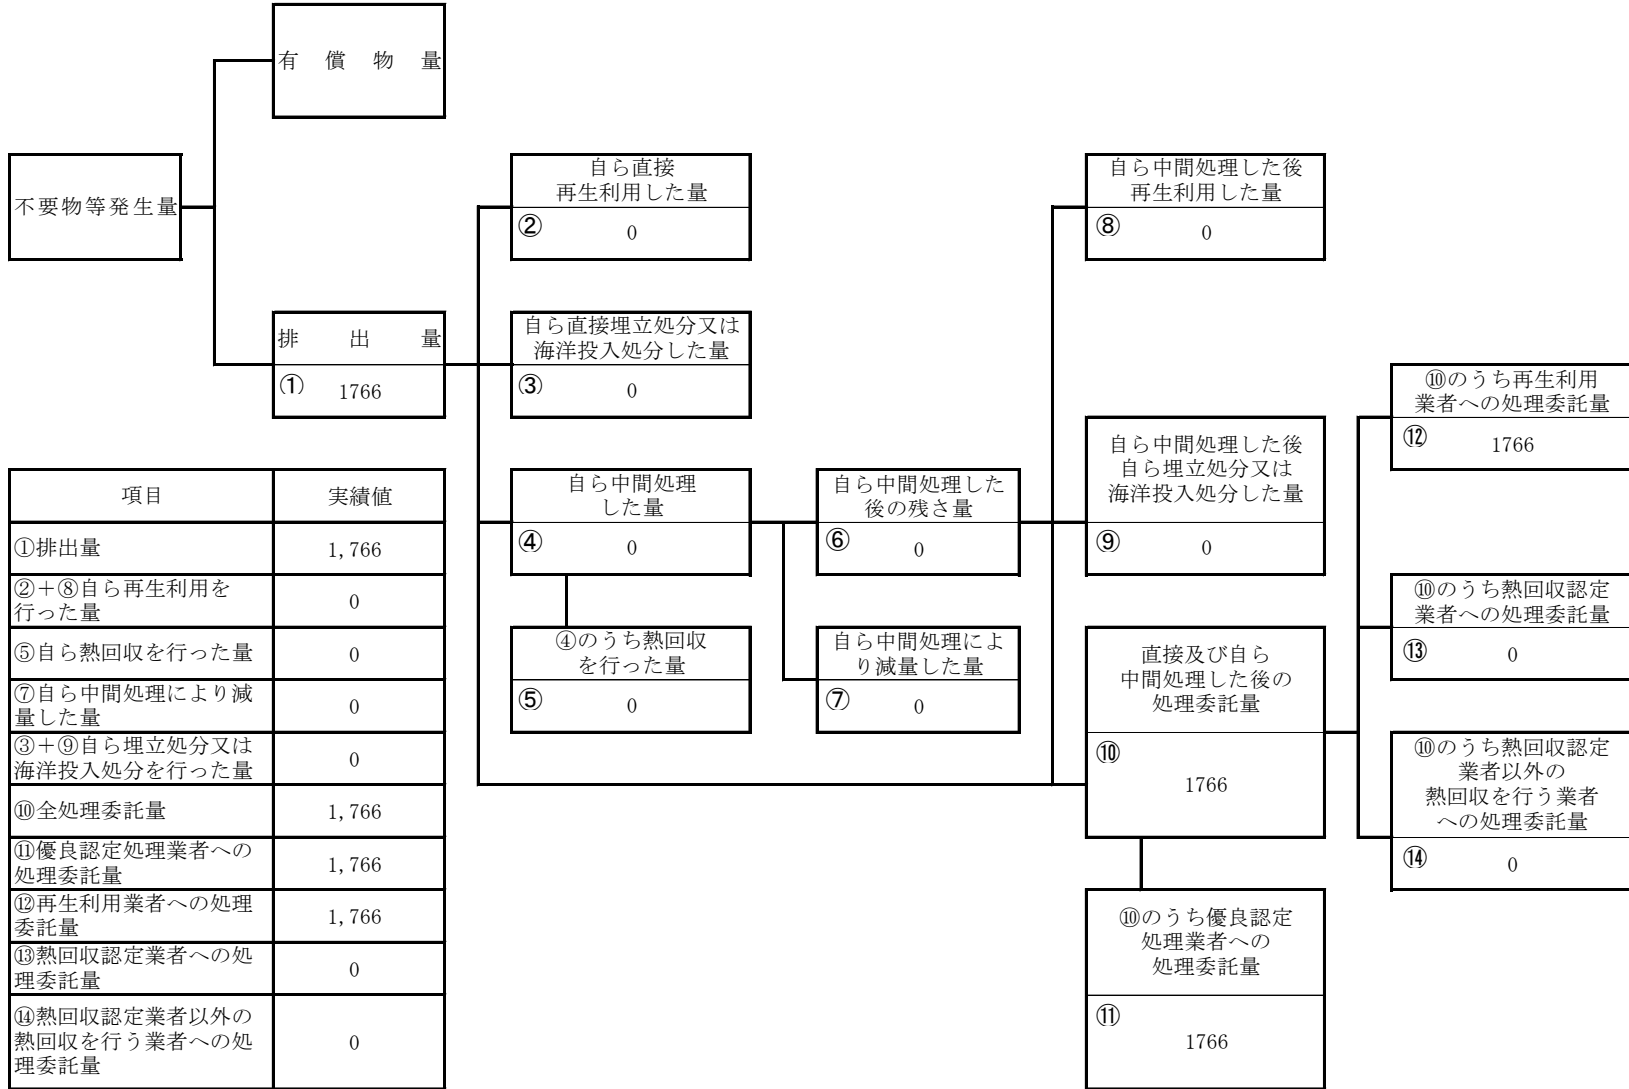 有償物量
不要物等発生量
排出量
① 1766
自ら直接
再生利用した量
② 0
自ら直接埋立処分又は
海洋投入処分した量
③ 0
自ら中間処理
した量
④ 0
④のうち熱回収
を行った量
⑤ 0
自ら中間処理した
後の残さ量
⑥ 0
自ら中間処理によ
り減量した量
⑦ 0
自ら中間処理した後
再生利用した量
⑧ 0
自ら中間処理した後
自ら埋立処分又は
海洋投入処分した量
⑨ 0
直接及び自ら
中間処理した後の
処理委託量
⑩
1766
⑩のうち優良認定
処理業者への
処理委託量
⑪
1766
⑩のうち再生利用
業者への処理委託量
⑫ 1766
⑩のうち熱回収認定
業者への処理委託量
⑬ 0
⑩のうち熱回収認定
業者以外の
熱回収を行う業者
への処理委託量
⑭ 0
項目 実績値
①排出量 1,766
②+⑧自ら再生利用を
行った量 0
⑤自ら熱回収を行った量 0
⑦自ら中間処理により減
量した量 0
③+⑨自ら埋立処分又は
海洋投入処分を行った量 0
⑩全処理委託量 1,766
⑪優良認定処理業者への
処理委託量 1,766
⑫再生利用業者への処理
委託量 1,766
⑬熱回収認定業者への処
理委託量 0
⑭熱回収認定業者以外の
熱回収を行う業者への処
理委託量 0